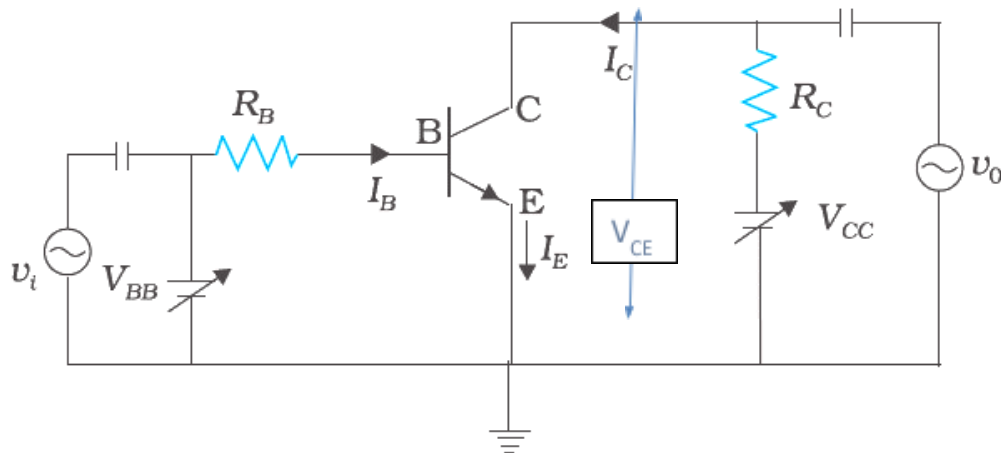 I_C
R_B
C
R_C
B
v_0
I_B
E
V_CE
V_CC
I_E
v_i
V_BB